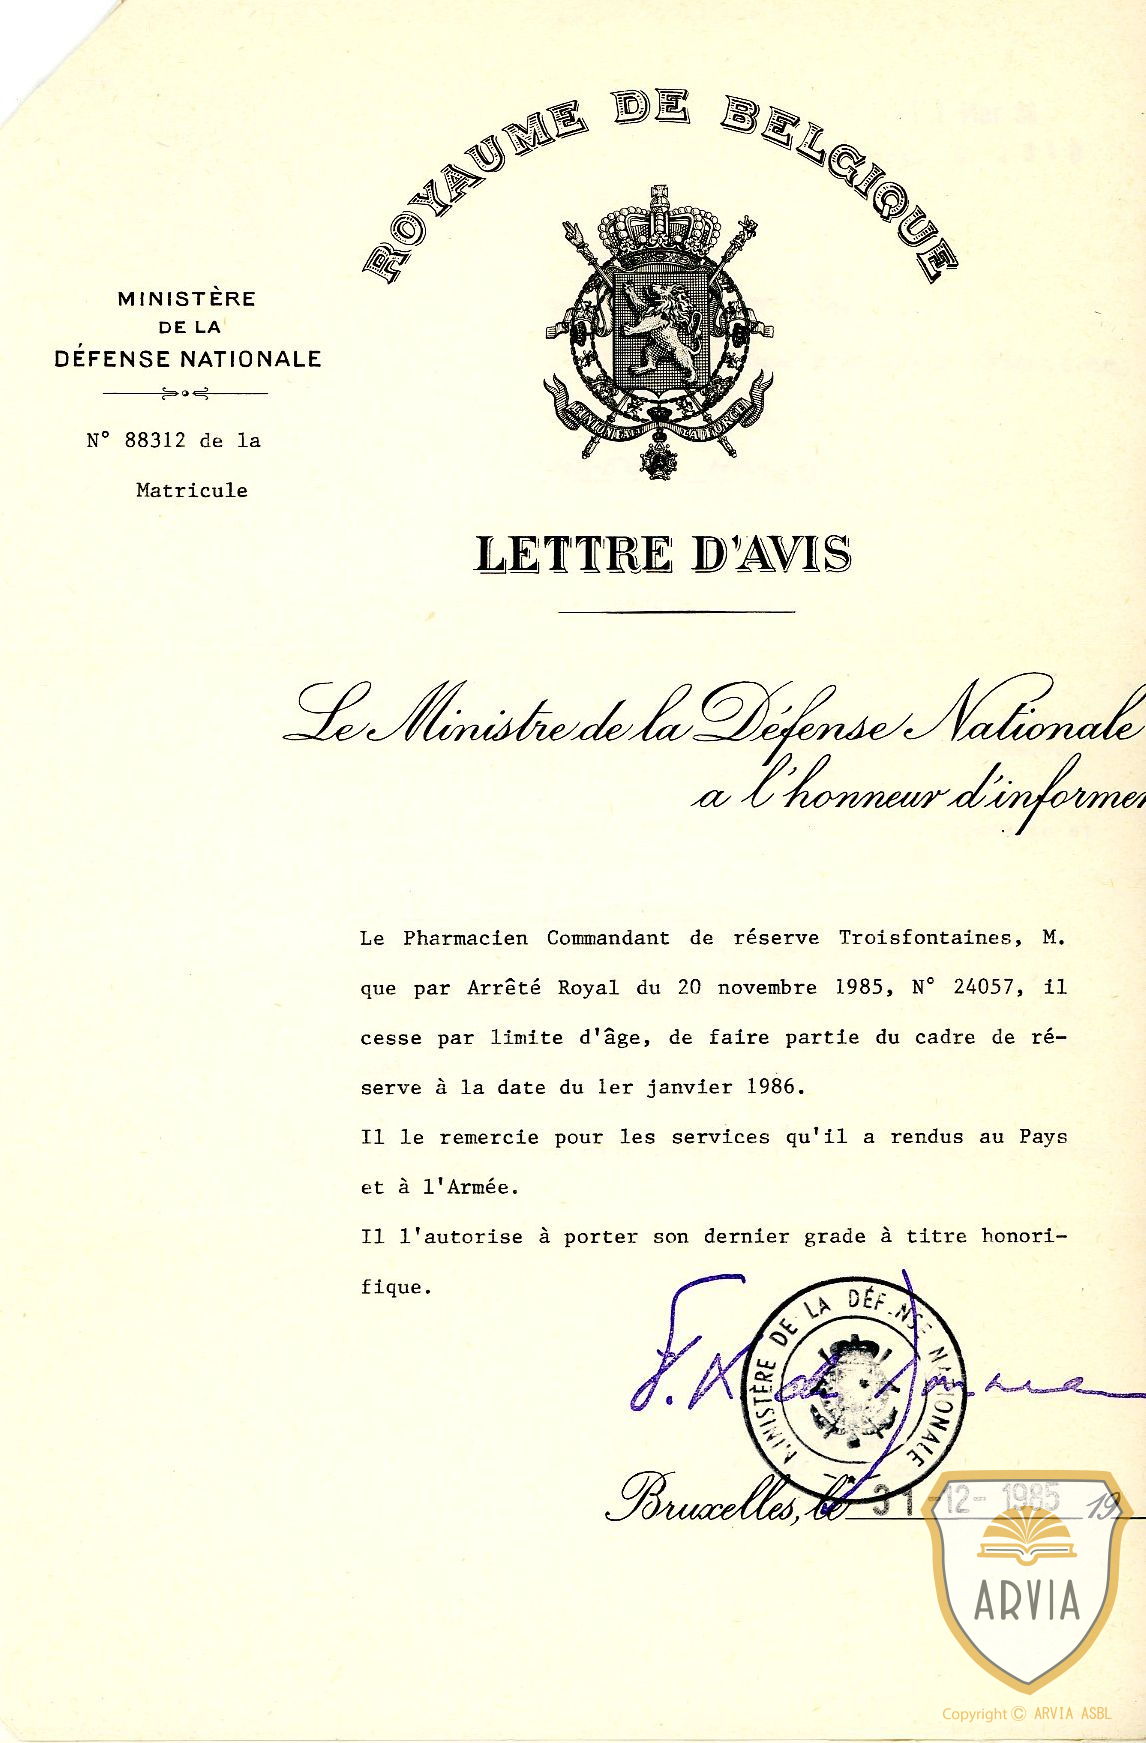 ROYAUME DE BELGIQUE
MINISTÈRE
DE LA
DÉFENSE NATIONALE
N° 88312 de la
Matricule
LETTRE D'AVIS
Le Ministre de la Défense Nationale
a l'honneur d'informer
Le Pharmacien Commandant de réserve Troisfontaines, M.
que par Arrêté Royal du 20 novembre 1985, N° 24057, il
cesse par limite d'âge, de faire partie du cadre de ré-
serve à la date du 1er janvier 1986.
Il le remercie pour les services qu'il a rendus au Pays
et à l'Armée.
Il l'autorise à porter son dernier grade à titre honori-
fique.
MINISTÈRE DE LA DÉFENSE NATIONALE
Bruxelles, le 31-12-1985 19
ARVIA
Copyright © ARVIA ASBL